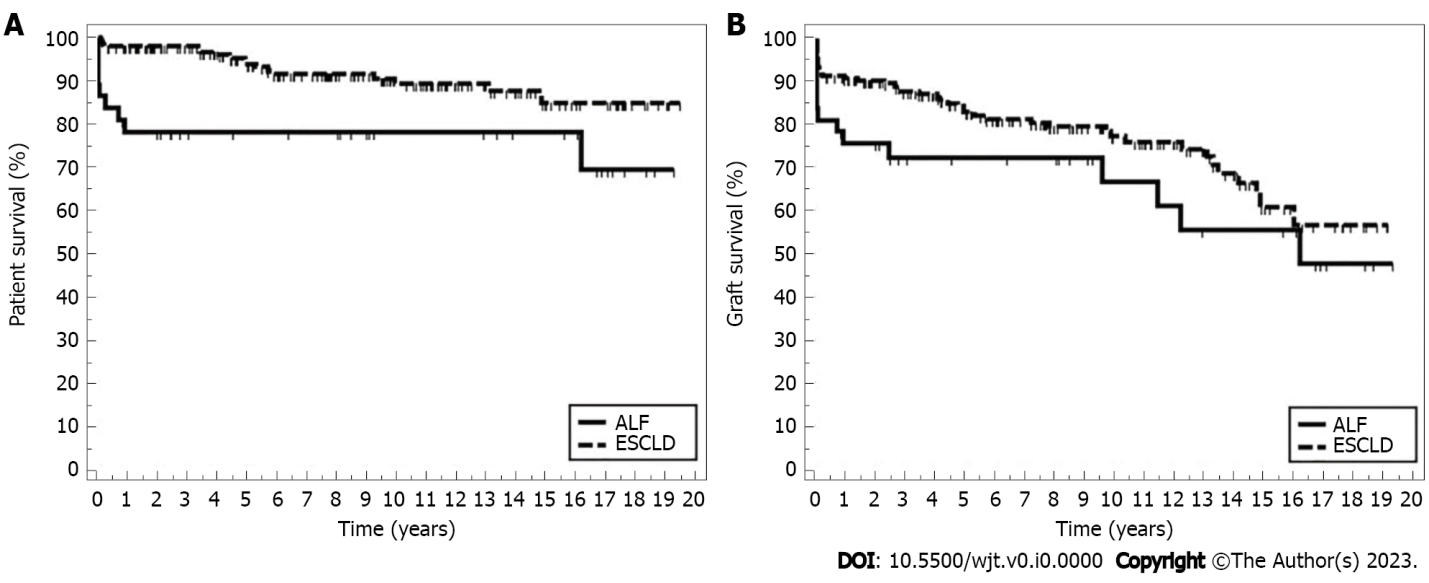 A
100
90
80
70
60
50
40
30
20
10
0
Patient survival (%)
ALF
ESCLD
0 1 2 3 4 5 6 7 8 9 10 11 12 13 14 15 16 17 18 19 20
Time (years)
B
100
90
80
70
60
50
40
30
20
10
0
Graft survival (%)
ALF
ESCLD
0 1 2 3 4 5 6 7 8 9 10 11 12 13 14 15 16 17 18 19 20
Time (years)
DOI: 10.5500/wjt.v0.i0.0000 Copyright ©The Author(s) 2023.